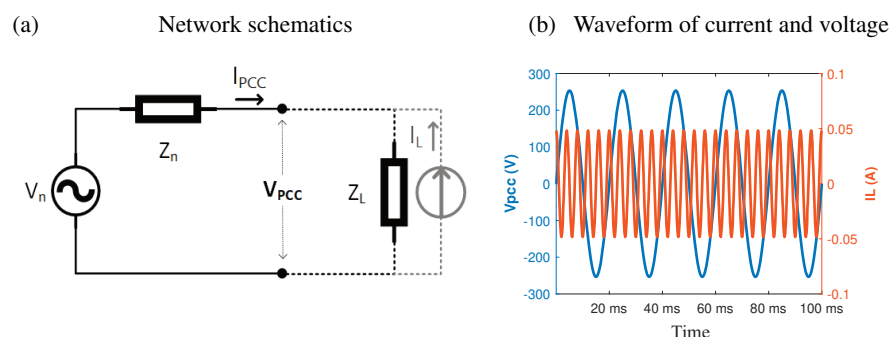 (a) Network schematics
I_PCC
Z_n
V_n
V_PCC
Z_L
I_L
(b) Waveform of current and voltage
300
200
100
0
-100
-200
-300
Vpcc (V)
0.1
0.05
0
-0.05
-0.1
IL (A)
20 ms 40 ms 60 ms 80 ms 100 ms
Time